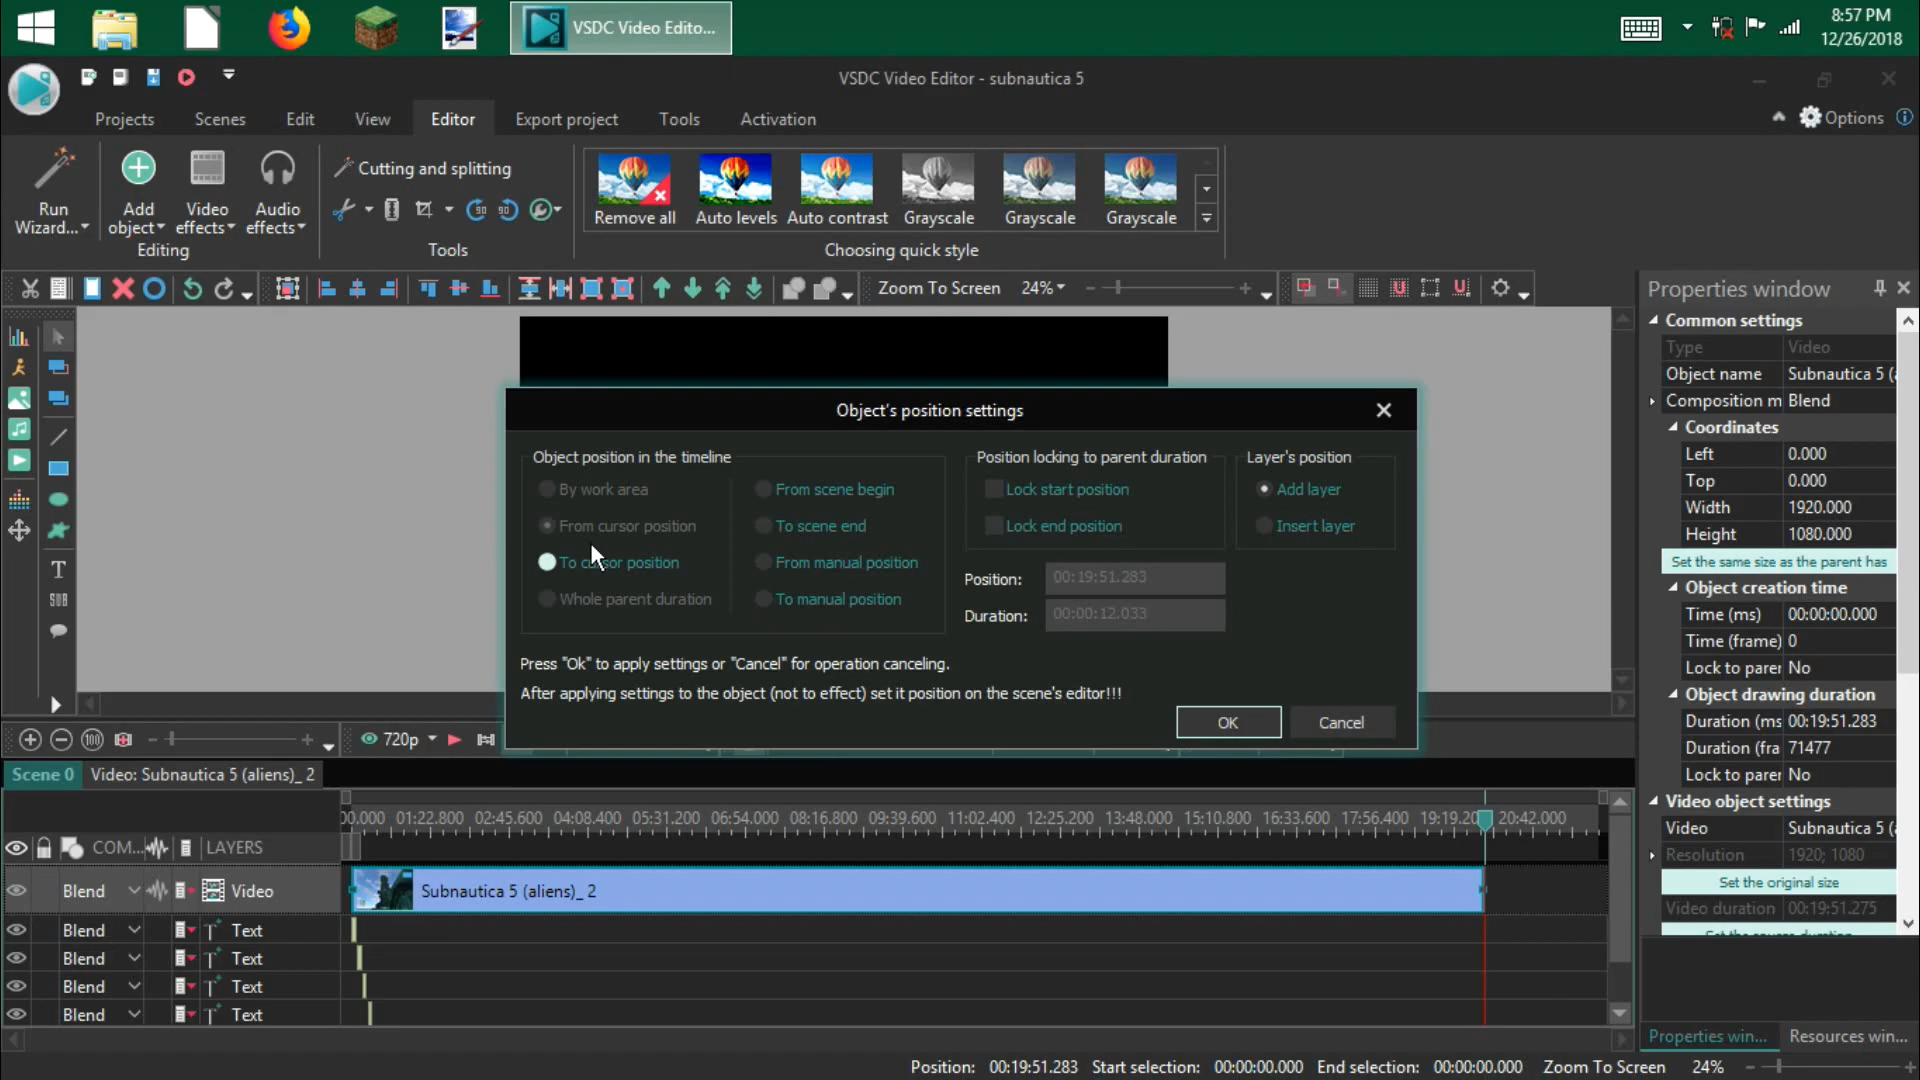 VSDC Video Edito...
8:57 PM
12/26/2018
VSDC Video Editor - subnautica 5
Projects
Scenes
Edit
View
Editor
Export project
Tools
Activation
Options
Run
Wizard...
Add
object
Video
effects
Audio
effects
Editing
Cutting and splitting
Tools
Remove all
Auto levels
Auto contrast
Grayscale
Grayscale
Grayscale
Choosing quick style
Zoom To Screen
24%
Properties window
Common settings
Type Video
Object name Subnautica 5 (a
Composition m Blend
Coordinates
Left 0.000
Top 0.000
Width 1920.000
Height 1080.000
Set the same size as the parent has
Object creation time
Time (ms) 00:00:00.000
Time (frame) 0
Lock to parer No
Object drawing duration
Duration (ms 00:19:51.283
Duration (fra 71477
Lock to parer No
Video object settings
Video Subnautica 5 (a
Resolution 1920; 1080
Set the original size
Video duration 00:19:51.275
Set the source duration
T
SUB
Object's position settings
Object position in the timeline
By work area
From cursor position
To cursor position
Whole parent duration
From scene begin
To scene end
From manual position
To manual position
Position locking to parent duration
Lock start position
Lock end position
Layer's position
Add layer
Insert layer
Position: 00:19:51.283
Duration: 00:00:12.033
Press "Ok" to apply settings or "Cancel" for operation canceling.
After applying settings to the object (not to effect) set it position on the scene's editor!!!
OK
Cancel
720p
Scene 0
Video: Subnautica 5 (aliens)_ 2
00.000 01:22.800 02:45.600 04:08.400 05:31.200 06:54.000 08:16.800 09:39.600 11:02.400 12:25.200 13:48.000 15:10.800 16:33.600 17:56.400 19:19.20 20:42.000
COM...
LAYERS
Blend Video Subnautica 5 (aliens)_ 2
Blend Text
Blend Text
Blend Text
Blend Text
Properties win...
Resources win...
Position: 00:19:51.283 Start selection: 00:00:00.000 End selection: 00:00:00.000 Zoom To Screen 24%